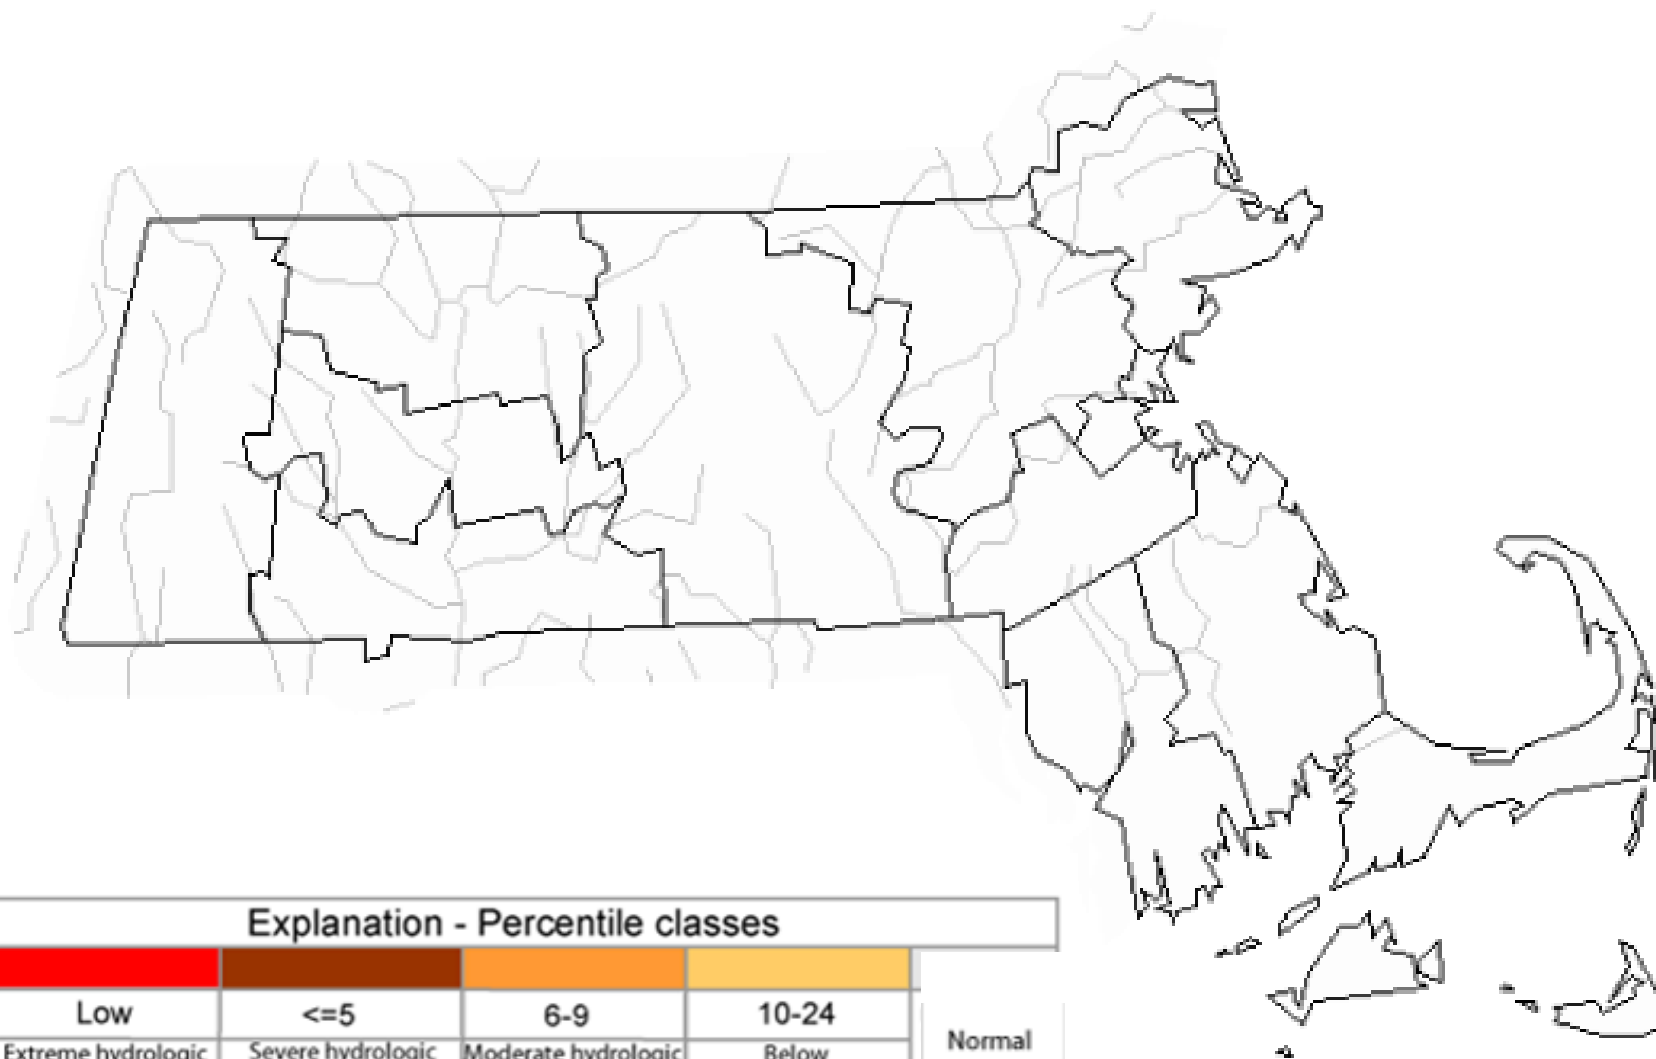 Explanation - Percentile classes
Low <=5 6-9 10-24
Extreme hydrologic Severe hydrologic Moderate hydrologic Below Normal